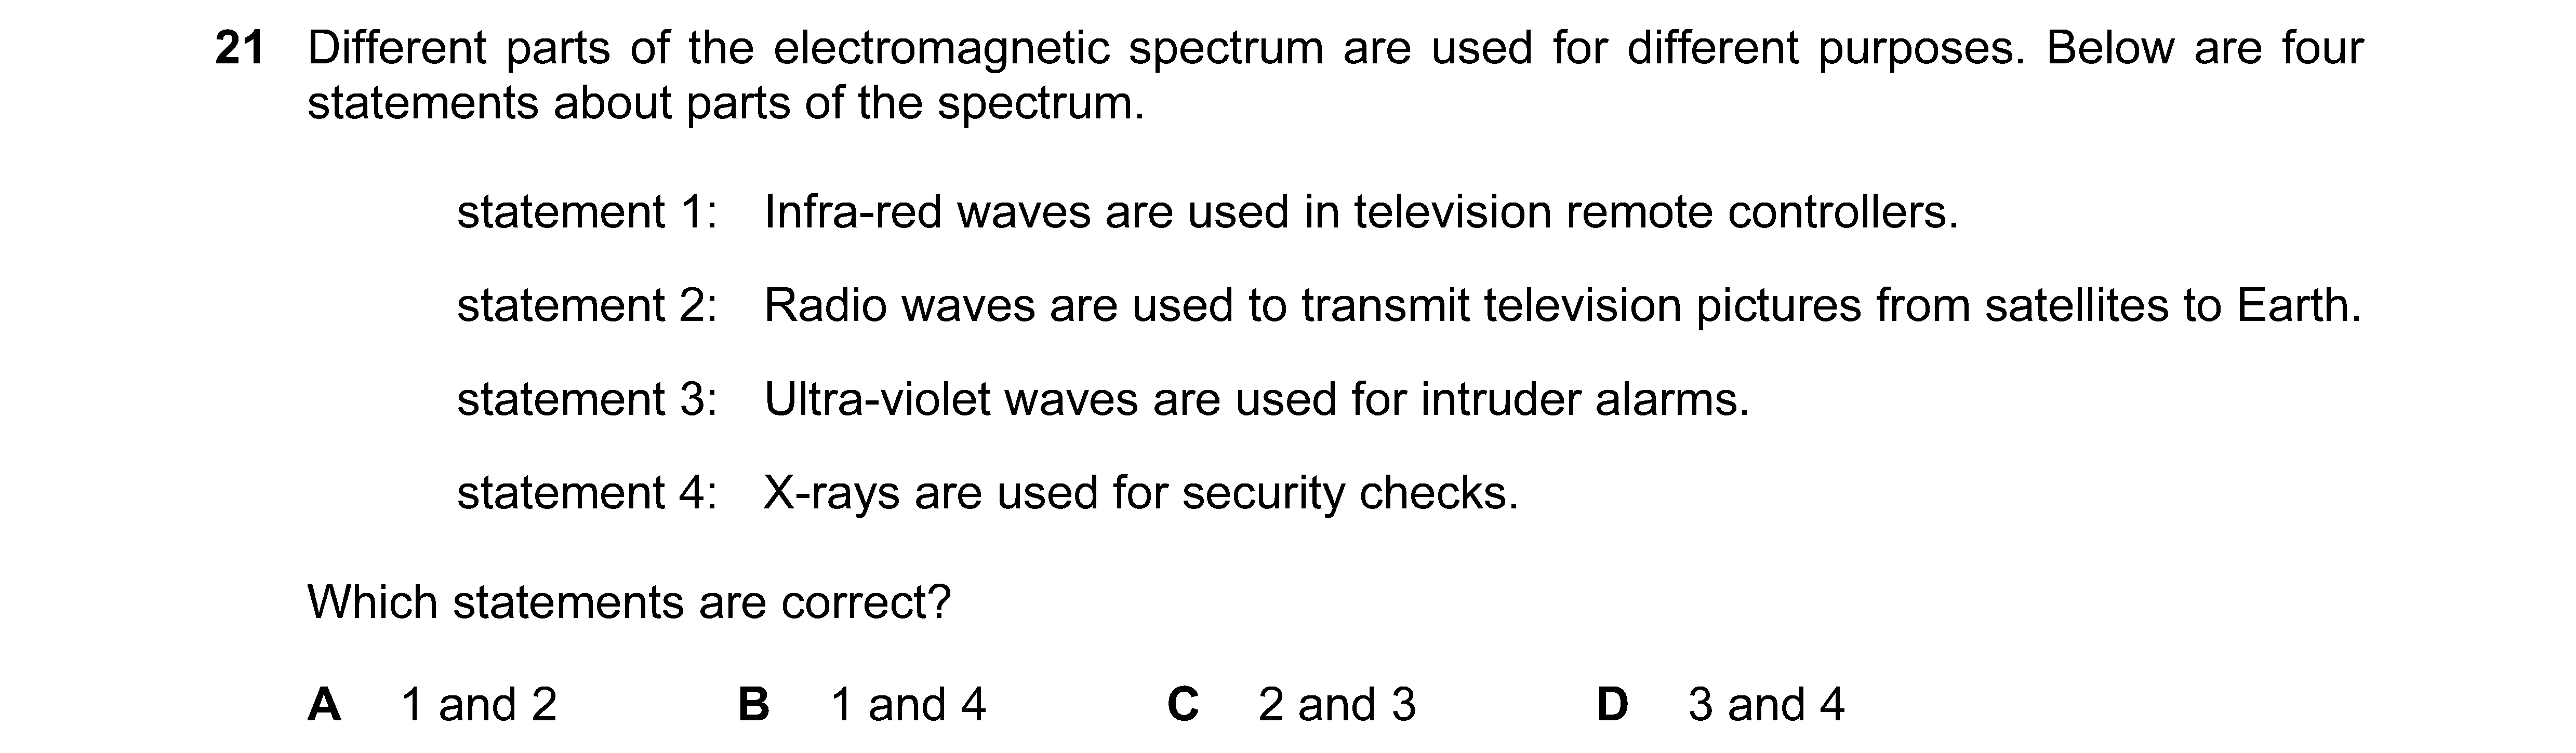 21 Different parts of the electromagnetic spectrum are used for different purposes. Below are four
statements about parts of the spectrum.
statement 1: Infra-red waves are used in television remote controllers.
statement 2: Radio waves are used to transmit television pictures from satellites to Earth.
statement 3: Ultra-violet waves are used for intruder alarms.
statement 4: X-rays are used for security checks.
Which statements are correct?
A 1 and 2 B 1 and 4 C 2 and 3 D 3 and 4